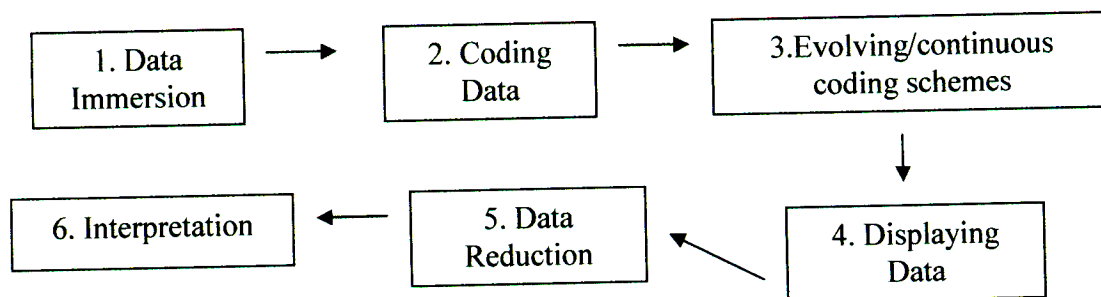 1. Data
Immersion
2. Coding
Data
3.Evolving/continuous
coding schemes
4. Displaying
Data
5. Data
Reduction
6. Interpretation